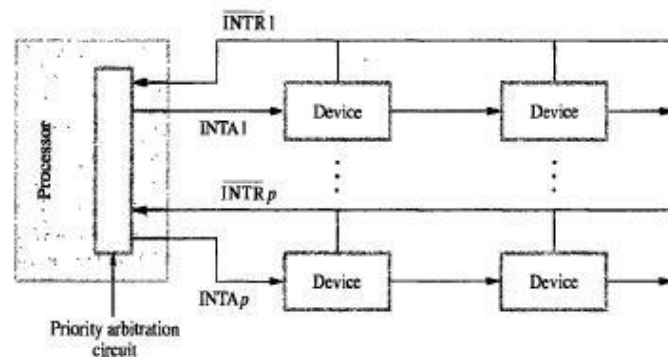 INTR1
Device
Device
INTA1
Processor
INTRp
Device
Device
INTAp
Priority arbitration
circuit